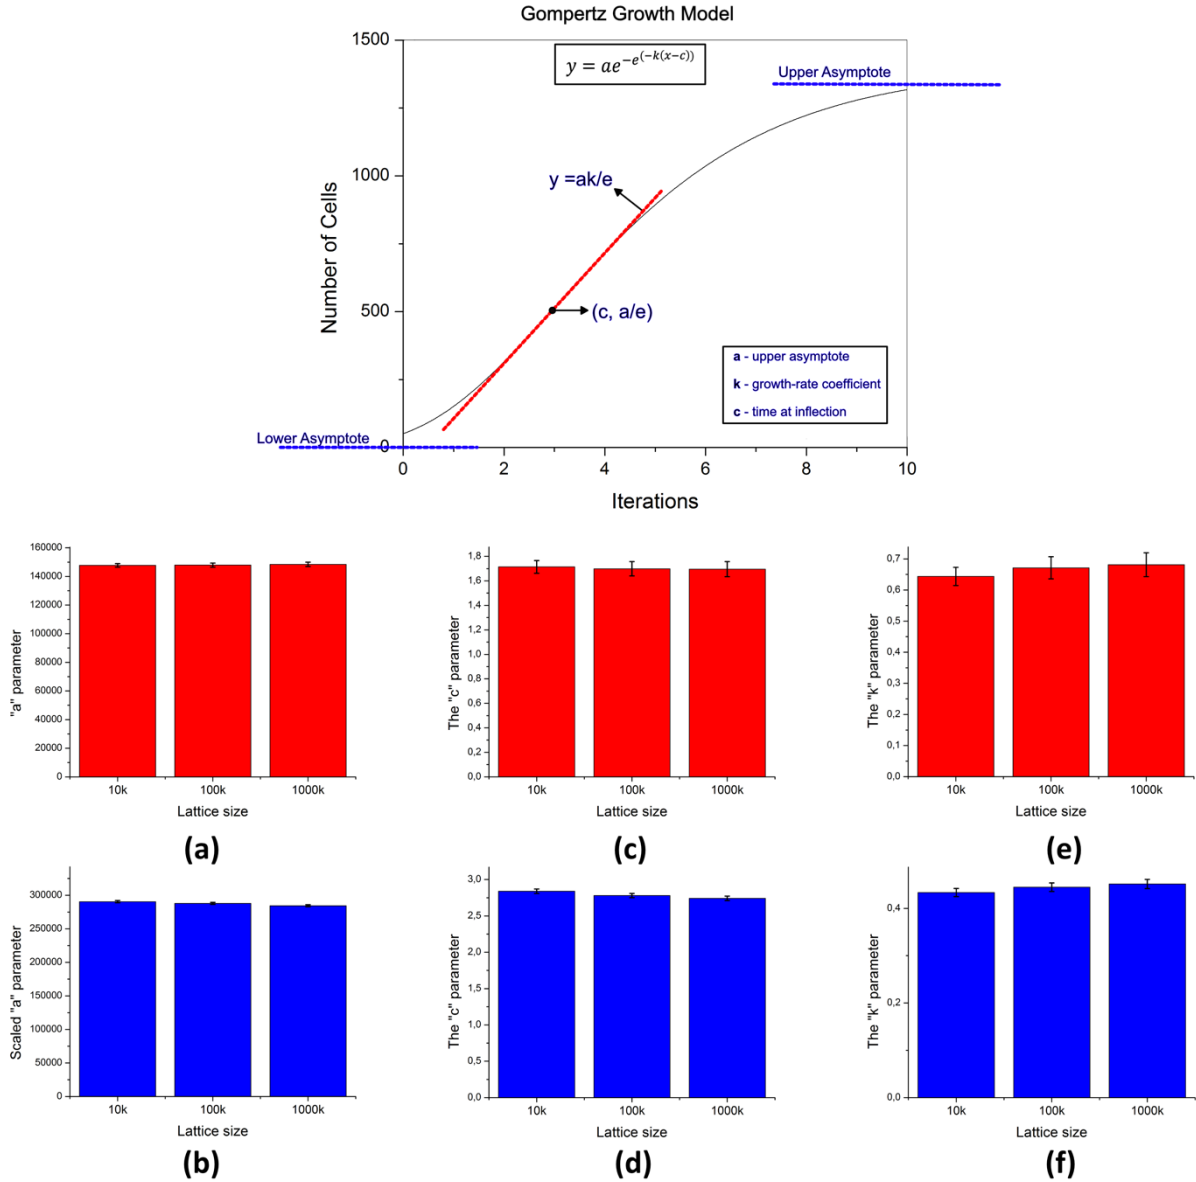 Gompertz Growth Model
1500
y = ae^{-e^{(-k(x-c))}}
Upper Asymptote
1000
y =ak/e
Number of Cells
500
(c, a/e)
a - upper asymptote
k - growth-rate coefficient
c - time at inflection
Lower Asymptote
0
0 2 4 6 8 10
Iterations
160000
140000
120000
100000
80000
60000
40000
20000
0
"a" parameter
10k 100k 1000k
Lattice size
(a)
1,8
1,6
1,4
1,2
1,0
0,8
0,6
0,4
0,2
0,0
The "c" parameter
10k 100k 1000k
Lattice size
(c)
0,7
0,6
0,5
0,4
0,3
0,2
0,1
0,0
The "k" parameter
10k 100k 1000k
Lattice size
(e)
300000
250000
200000
150000
100000
50000
0
Scaled "a" parameter
10k 100k 1000k
Lattice size
(b)
3,0
2,5
2,0
1,5
1,0
0,5
0,0
The "c" parameter
10k 100k 1000k
Lattice size
(d)
0,4
0,2
0,0
The "k" parameter
10k 100k 1000k
Lattice size
(f)